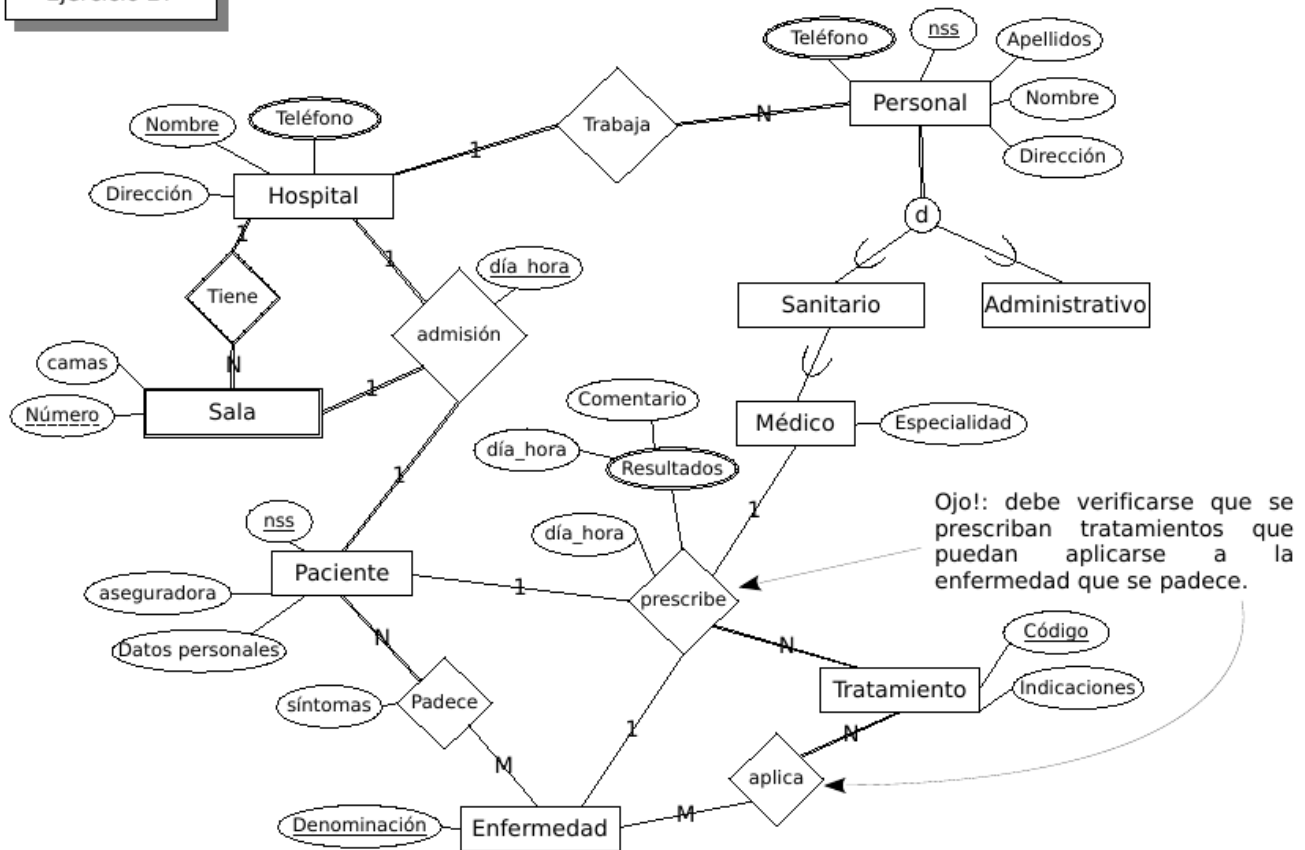 Teléfono
nss
Apellidos
Personal
Nombre
Dirección
Nombre
Teléfono
Trabaja
N
1
Dirección
Hospital
d
1
1
día_hora
Tiene
admisión
Sanitario
Administrativo
camas
N
1
Número
Sala
Comentario
Médico
Especialidad
día_hora
Resultados
1
1
nss
día_hora
Ojo!: debe verificarse que se
prescriban tratamientos que
puedan aplicarse a la
enfermedad que se padece.
Paciente
1
prescribe
aseguradora
Datos personales
N
N
Código
síntomas
Padece
Tratamiento
Indicaciones
1
N
M
aplica
M
Denominación
Enfermedad